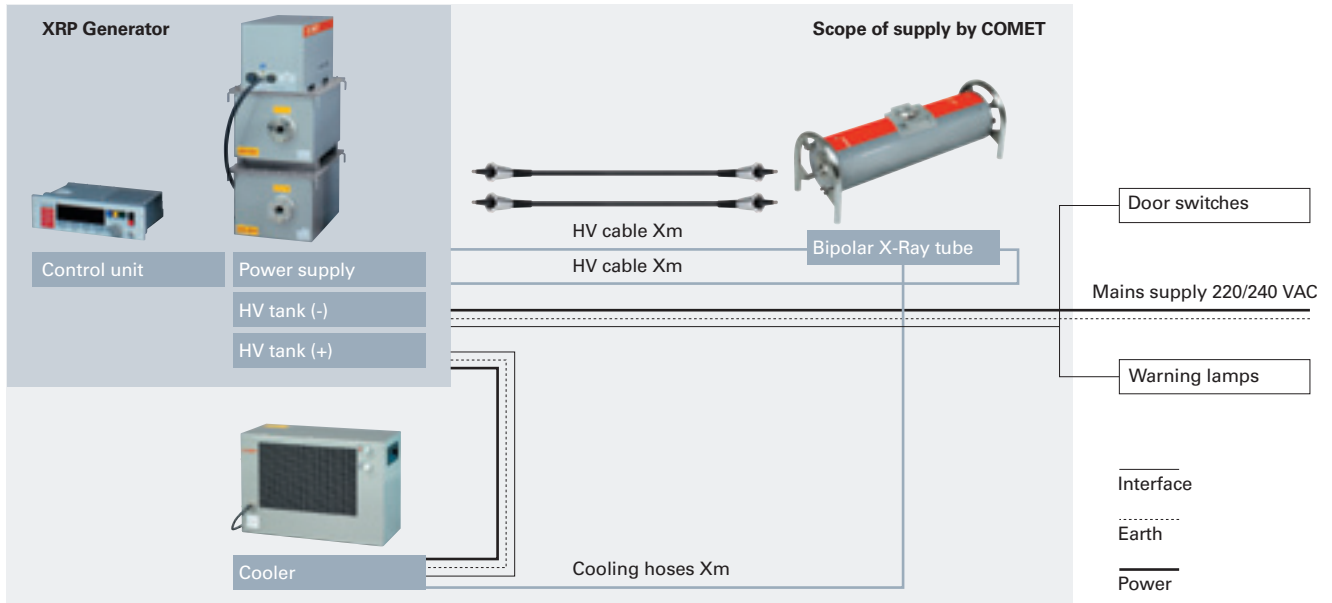 XRP Generator
Scope of supply by COMET
HV cable Xm
HV cable Xm
Control unit
Power supply
HV tank (-)
HV tank (+)
Bipolar X-Ray tube
Door switches
Mains supply 220/240 VAC
Warning lamps
Cooler
Cooling hoses Xm
Interface
Earth
Power